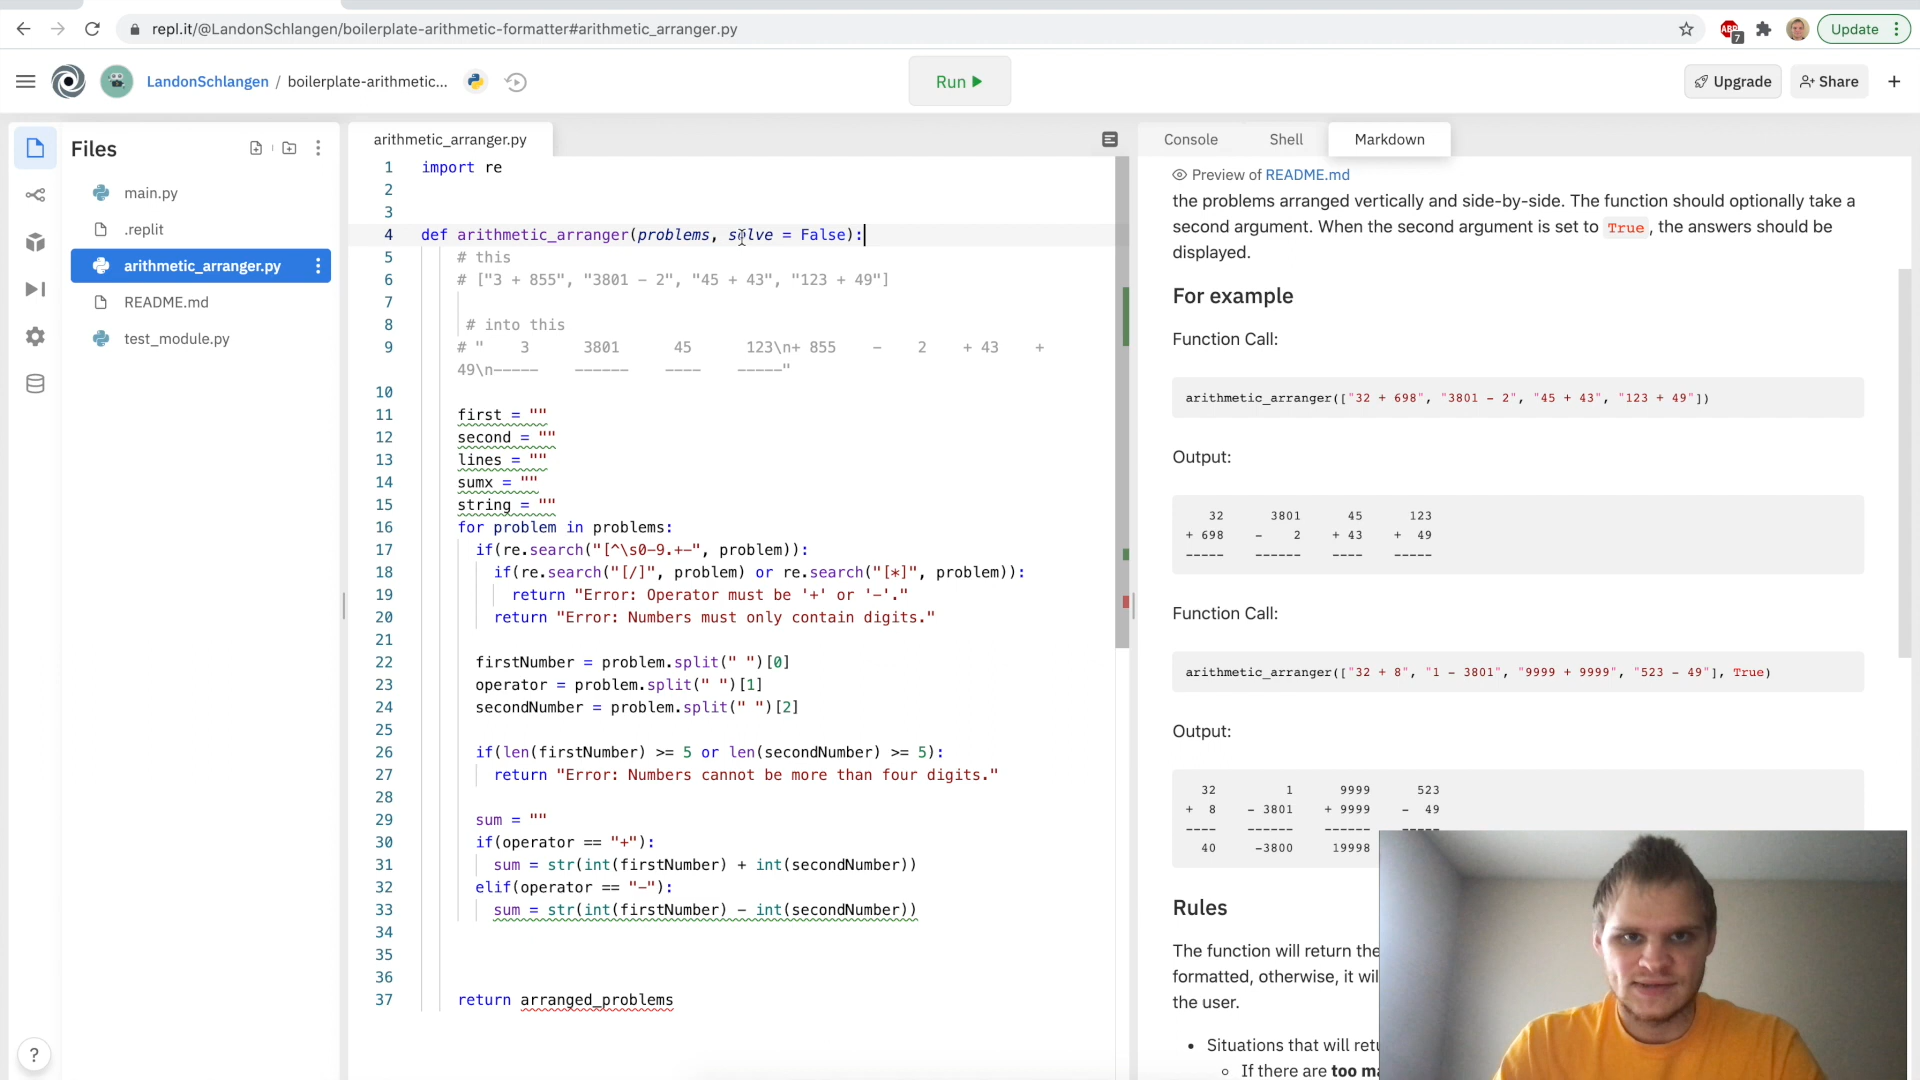 repl.it/@LandonSchlangen/boilerplate-arithmetic-formatter#arithmetic_arranger.py
ABP
7
Update
LandonSchlangen / boilerplate-arithmetic...
Run
Upgrade
Share
Files
main.py
.replit
arithmetic_arranger.py
README.md
test_module.py
?
arithmetic_arranger.py
1 import re
2
3
4 def arithmetic_arranger(problems, solve = False):
5 # this
6 # ["3 + 855", "3801 - 2", "45 + 43", "123 + 49"]
7
8 # into this
9 # "    3      3801      45      123\n+ 855    -    2    + 43    +
49\n-----    ------    ----    -----"
10
11 first = ""
12 second = ""
13 lines = ""
14 sumx = ""
15 string = ""
16 for problem in problems:
17 if(re.search("[^\s0-9.+-", problem)):
18 if(re.search("[/]", problem) or re.search("[*]", problem)):
19 return "Error: Operator must be '+' or '-'."
20 return "Error: Numbers must only contain digits."
21
22 firstNumber = problem.split(" ")[0]
23 operator = problem.split(" ")[1]
24 secondNumber = problem.split(" ")[2]
25
26 if(len(firstNumber) >= 5 or len(secondNumber) >= 5):
27 return "Error: Numbers cannot be more than four digits."
28
29 sum = ""
30 if(operator == "+"):
31 sum = str(int(firstNumber) + int(secondNumber))
32 elif(operator == "-"):
33 sum = str(int(firstNumber) - int(secondNumber))
34
35
36
37 return arranged_problems
Console Shell Markdown
Preview of README.md
the problems arranged vertically and side-by-side. The function should optionally take a
second argument. When the second argument is set to True , the answers should be
displayed.
For example
Function Call:
arithmetic_arranger(["32 + 698", "3801 - 2", "45 + 43", "123 + 49"])
Output:
   32      3801      45      123
+ 698    -    2    + 43    +  49
-----    ------    ----    -----
Function Call:
arithmetic_arranger(["32 + 8", "1 - 3801", "9999 + 9999", "523 - 49"], True)
Output:
  32         1      9999      523
+  8    - 3801    + 9999    -  49
----    ------    ------    -----
  40     -3800     19998
Rules
The function will return the
formatted, otherwise, it wil
the user.
• Situations that will retu
◦ If there are too ma